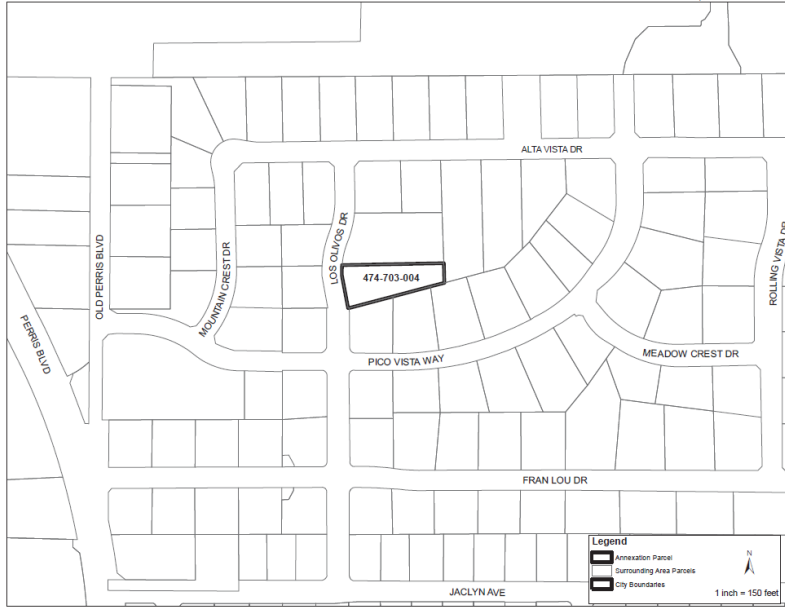 ALTA VISTA DR
LOS OLIVOS DR
OLD PERRIS BLVD
MOUNTAIN CREST DR
ROLLING VISTA DR
474-703-004
PERRIS BLVD
PICO VISTA WAY
MEADOW CREST DR
FRAN LOU DR
JACLYN AVE
Legend
Annexation Parcel
Surrounding Area Parcels
City Boundaries
N
1 inch = 150 feet